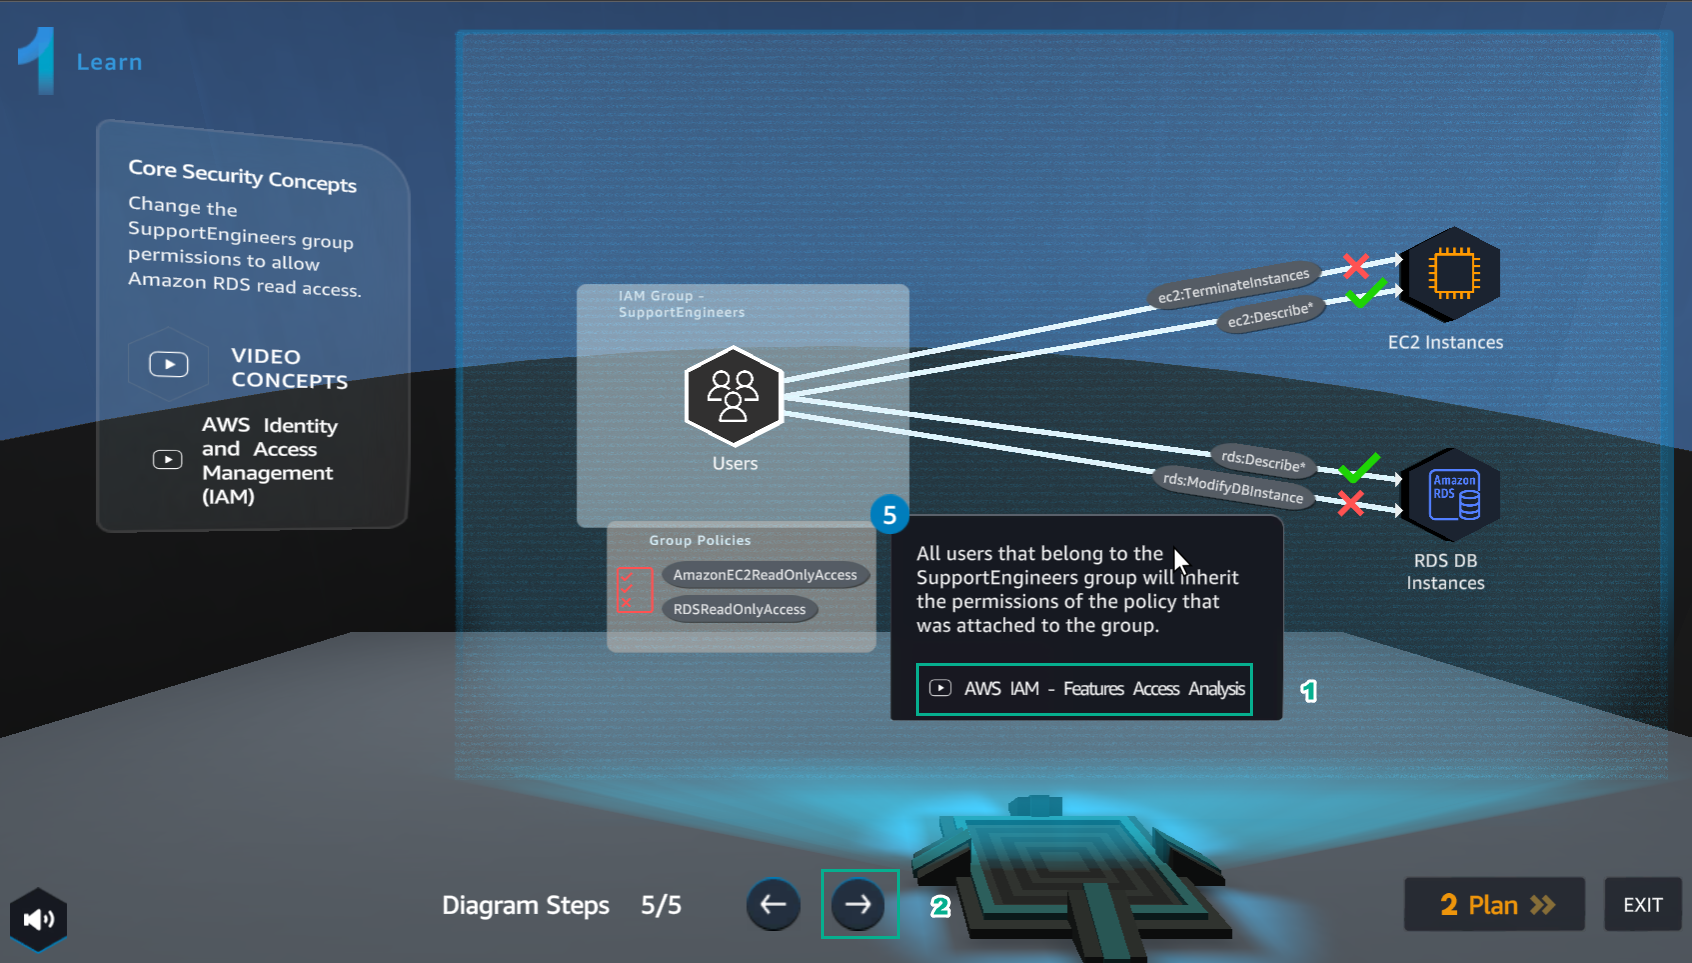 1 Learn
Core Security Concepts
Change the
SupportEngineers group
permissions to allow
Amazon RDS read access.
VIDEO
CONCEPTS
AWS Identity
and Access
Management
(IAM)
IAM Group -
SupportEngineers
Users
ec2:TerminateInstances
ec2:Describe*
EC2 Instances
rds:Describe*
rds:ModifyDBInstance
Amazon
RDS
RDS DB
Instances
Group Policies
AmazonEC2ReadOnlyAccess
RDSReadOnlyAccess
5
All users that belong to the
SupportEngineers group will inherit
the permissions of the policy that
was attached to the group.
AWS IAM - Features Access Analysis
1
Diagram Steps 5/5
2
2 Plan
EXIT